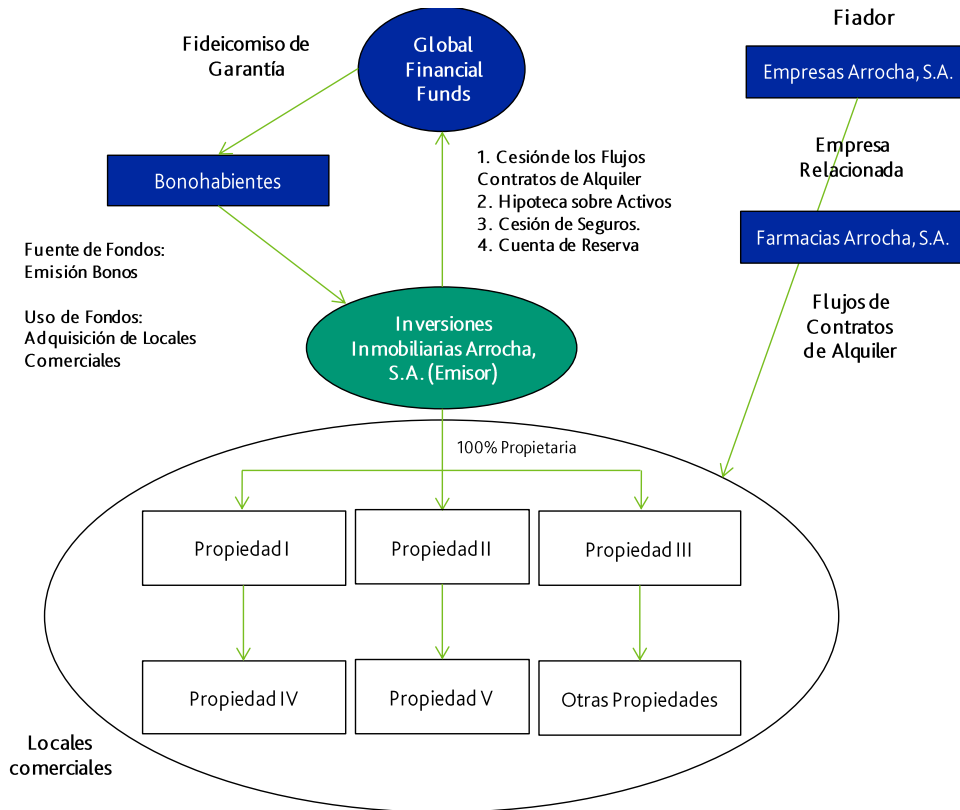 Fideicomiso de
Garantía
Global
Financial
Funds
Fiador
Empresas Arrocha, S.A.
Bonohabientes
1. Cesión de los Flujos
Contratos de Alquiler
2. Hipoteca sobre Activos
3. Cesión de Seguros.
4. Cuenta de Reserva
Empresa
Relacionada
Farmacias Arrocha, S.A.
Fuente de Fondos:
Emisión Bonos
Uso de Fondos:
Adquisición de Locales
Comerciales
Inversiones
Inmobiliarias Arrocha,
S.A. (Emisor)
Flujos de
Contratos
de Alquiler
100% Propietaria
Propiedad I
Propiedad II
Propiedad III
Propiedad IV
Propiedad V
Otras Propiedades
Locales
comerciales